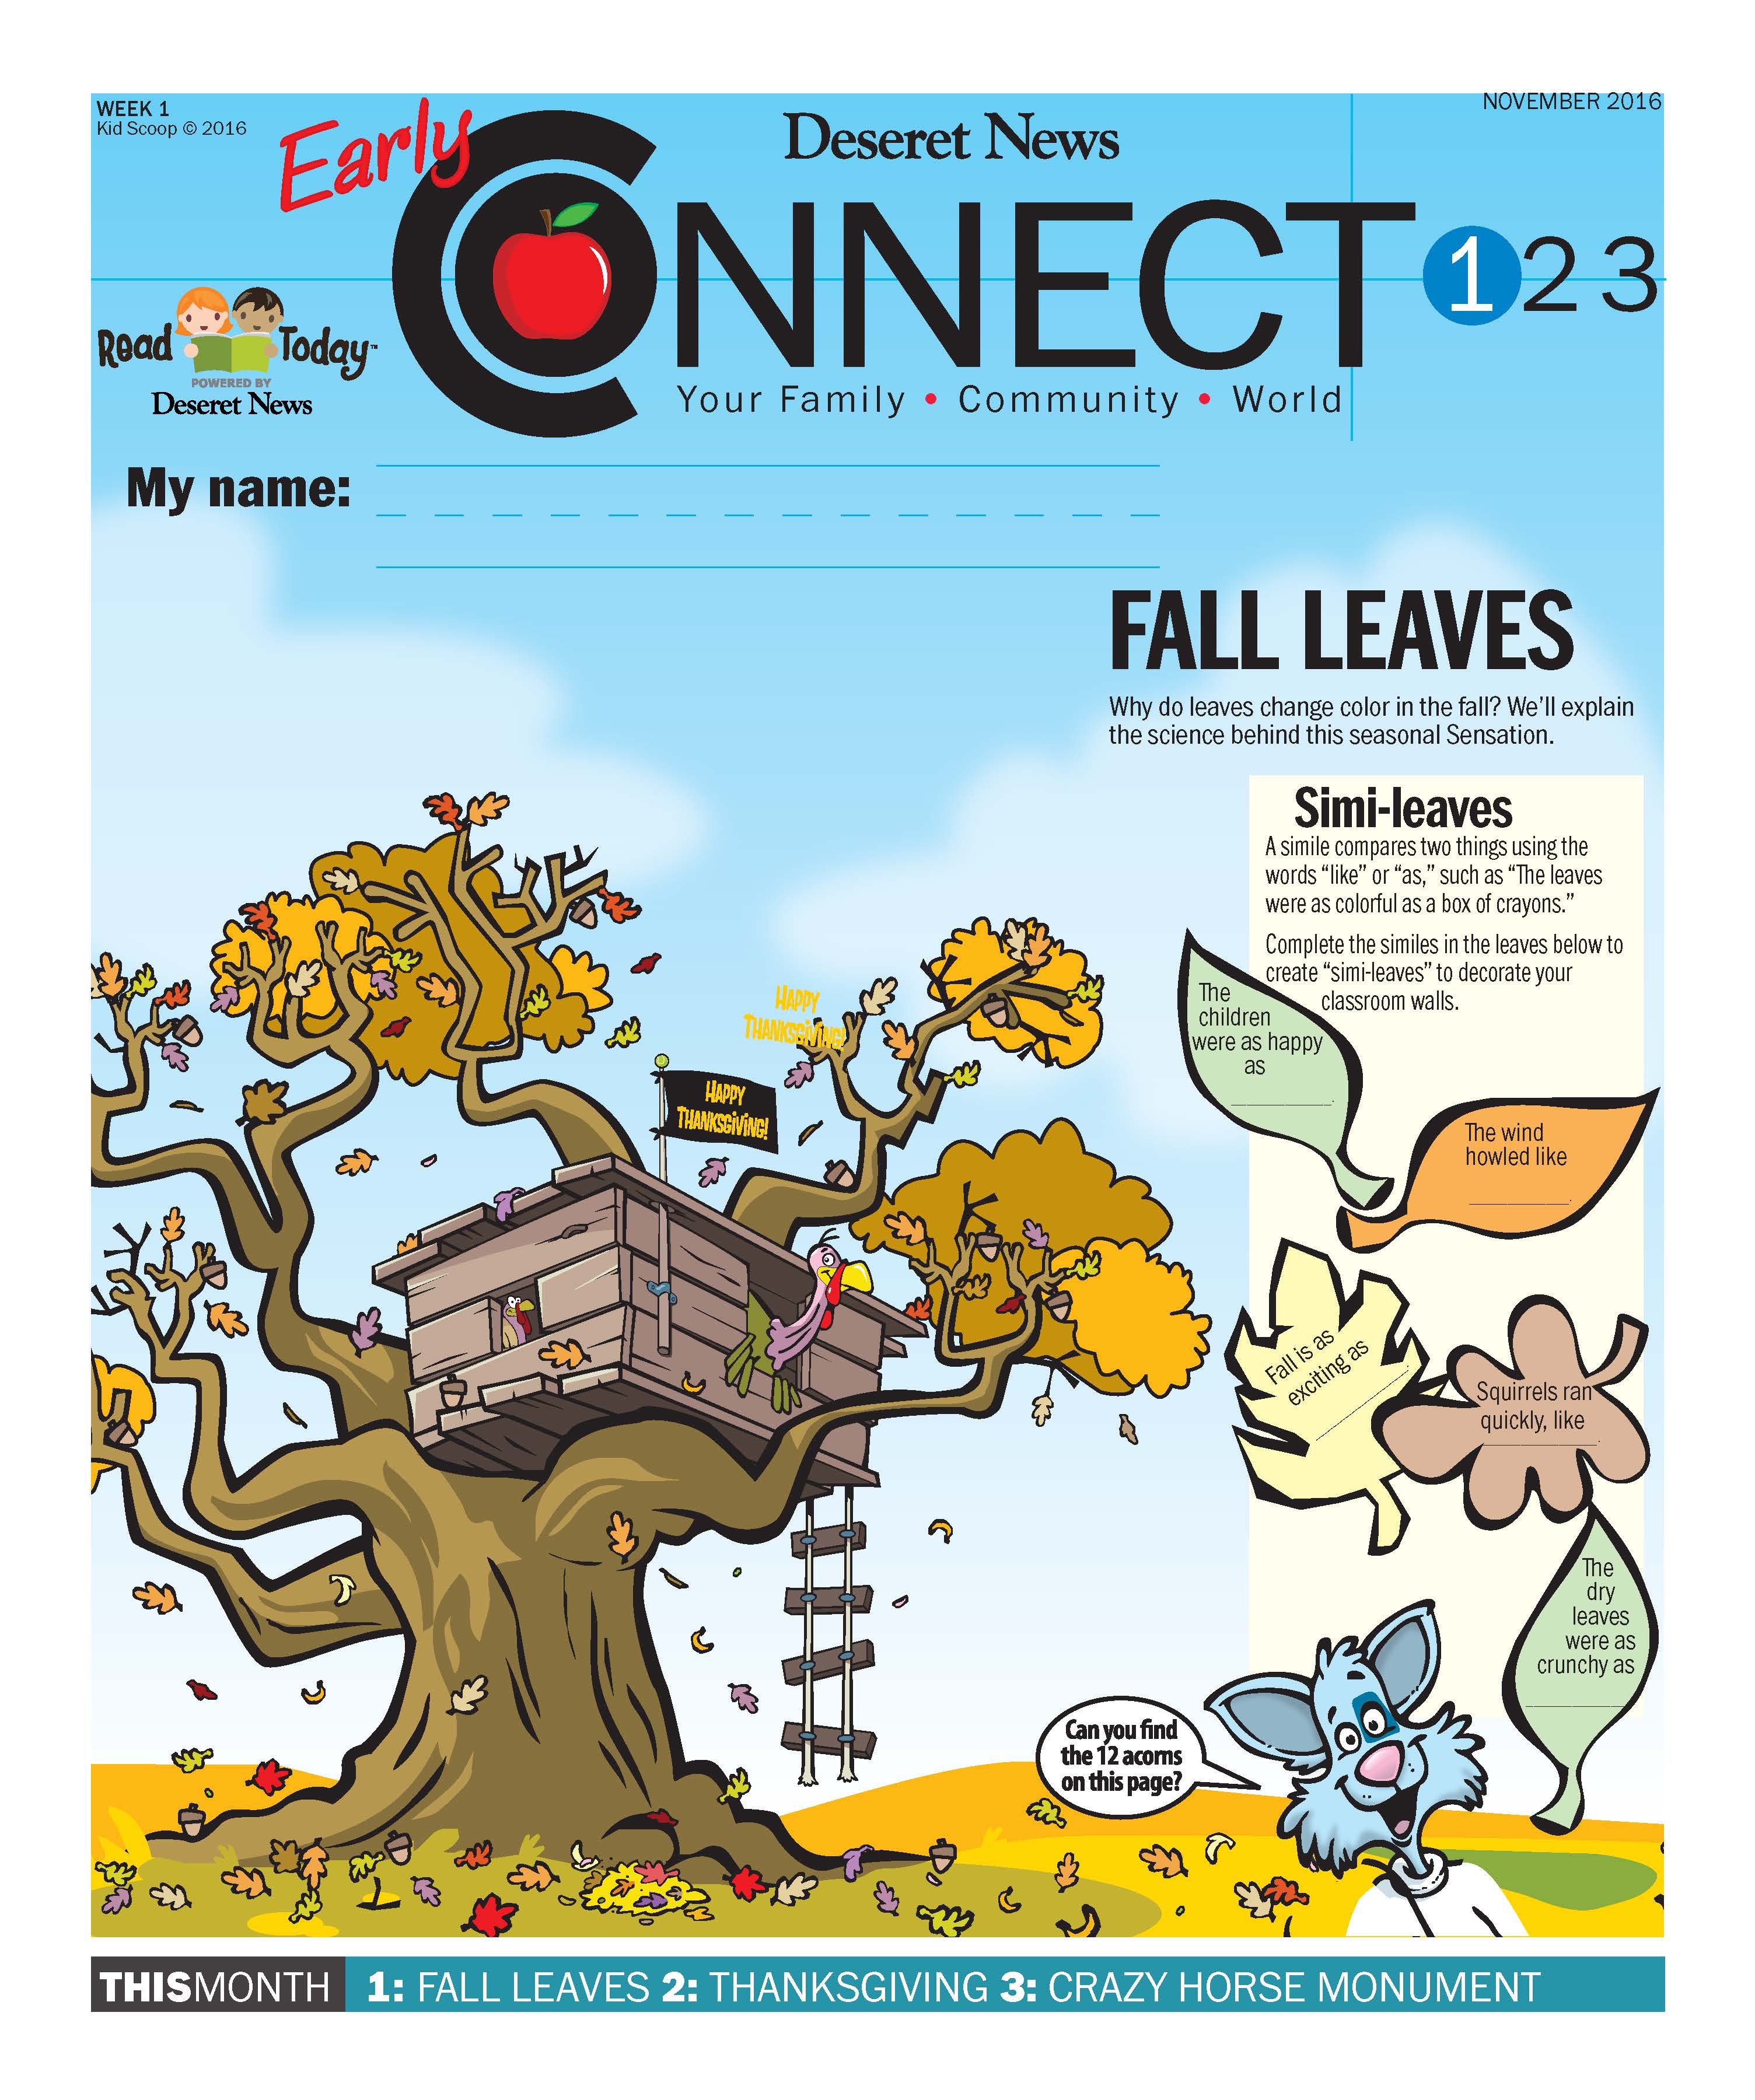 WEEK 1
Kid Scoop © 2016
NOVEMBER 2016
Early
Deseret News
CONNECT 1 2 3
Your Family • Community • World
Read Today™
POWERED BY
Deseret News
My name:
FALL LEAVES
Why do leaves change color in the fall? We’ll explain
the science behind this seasonal Sensation.
Simi-leaves
A simile compares two things using the
words “like” or “as,” such as “The leaves
were as colorful as a box of crayons.”
Complete the similes in the leaves below to
create “simi-leaves” to decorate your
classroom walls.
The
children
were as happy
as
____________.
The wind
howled like
____________.
Fall is as
exciting as
____________.
Squirrels ran
quickly, like
____________.
The
dry
leaves
were as
crunchy as
____________
HAPPY
THANKSGIVING!
HAPPY
THANKSGIVING!
Can you find
the 12 acorns
on this page?
THISMONTH 1: FALL LEAVES 2: THANKSGIVING 3: CRAZY HORSE MONUMENT